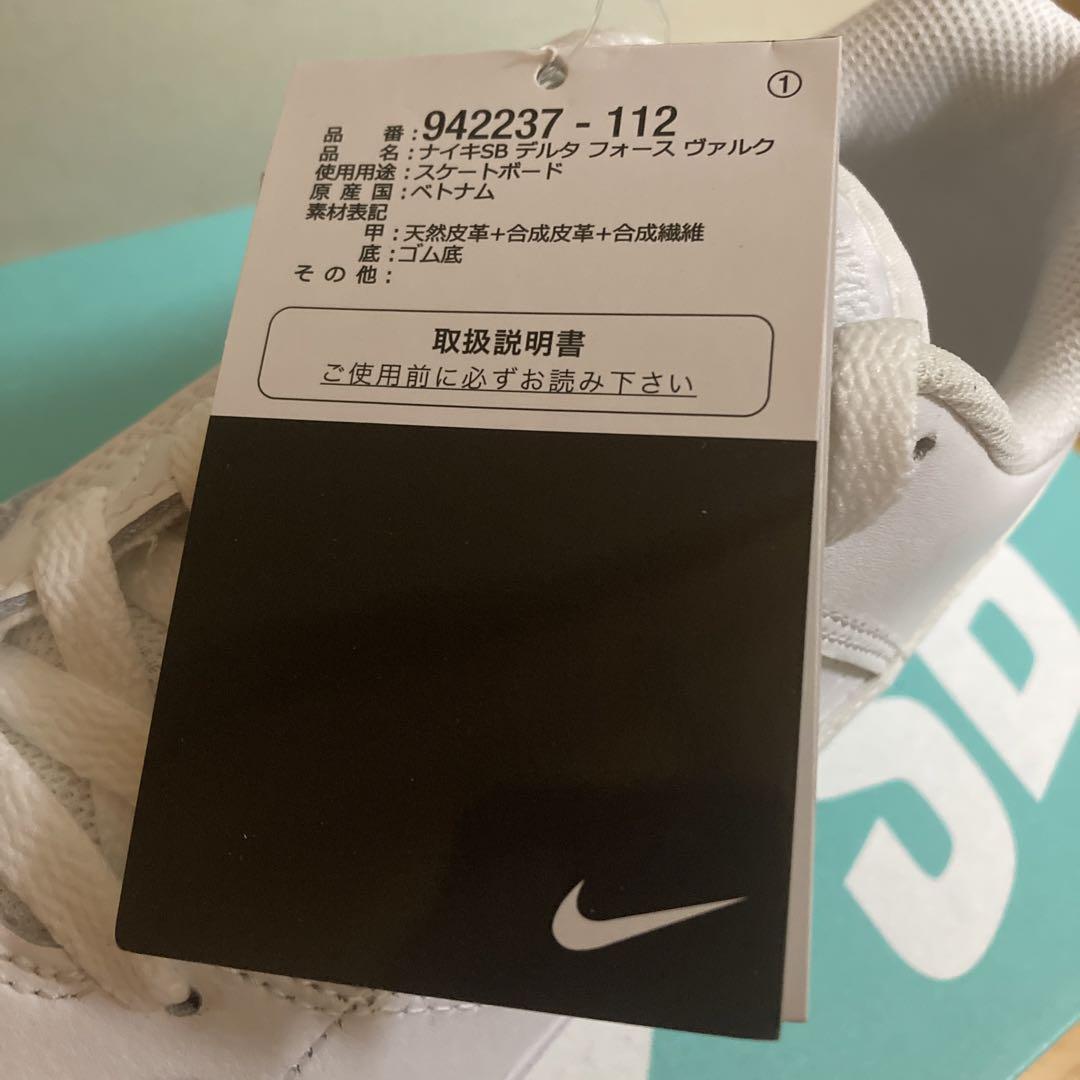 ①
品番:942237 - 112
品名:ナイキSB デルタ フォース ヴァルク
使用用途:スケートボード
原産国:ベトナム
素材表記
甲:天然皮革+合成皮革+合成繊維
底:ゴム底
その他:
取扱説明書
ご使用前に必ずお読み下さい
SB